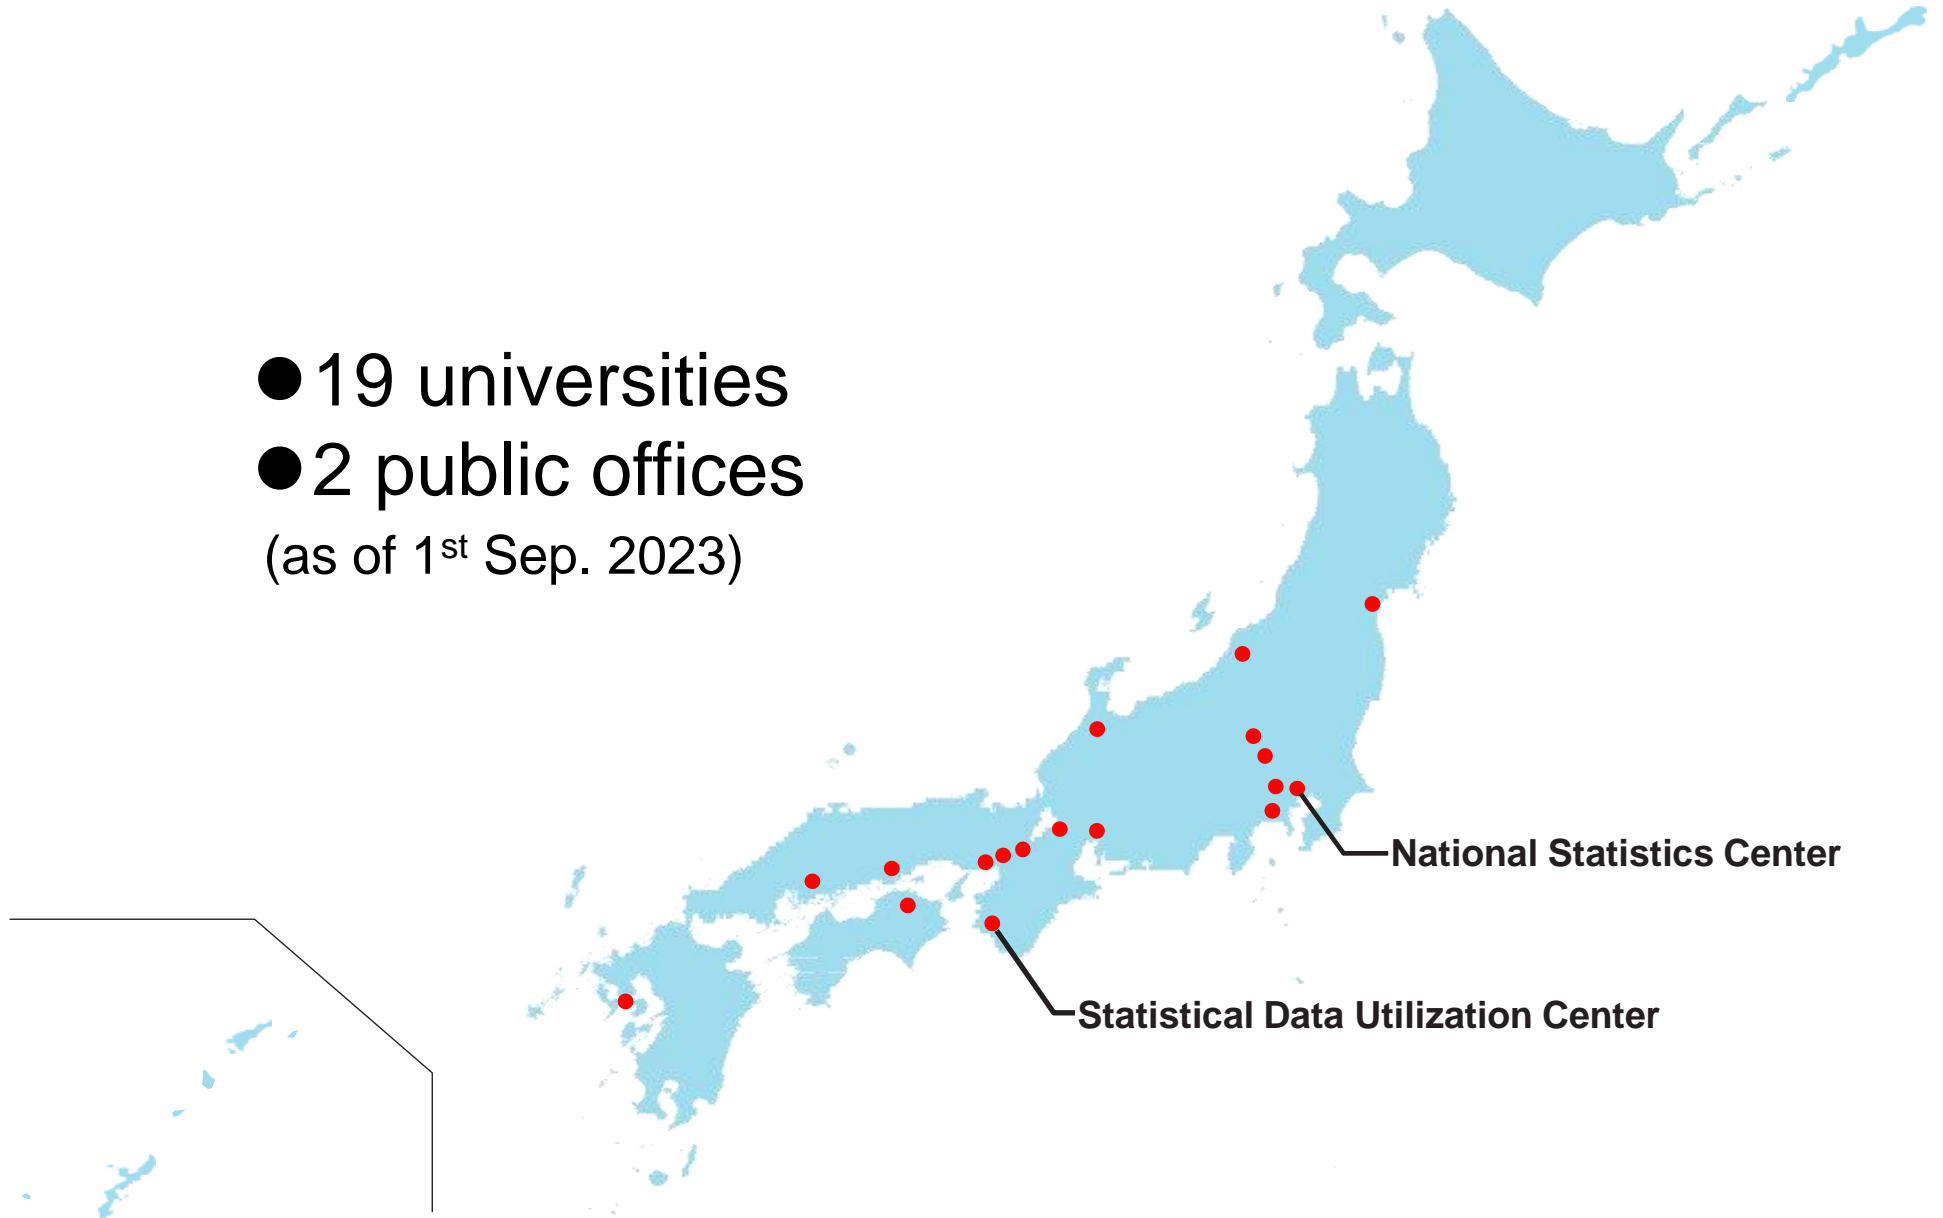 ●19 universities
●2 public offices
(as of 1st Sep. 2023)
National Statistics Center
Statistical Data Utilization Center